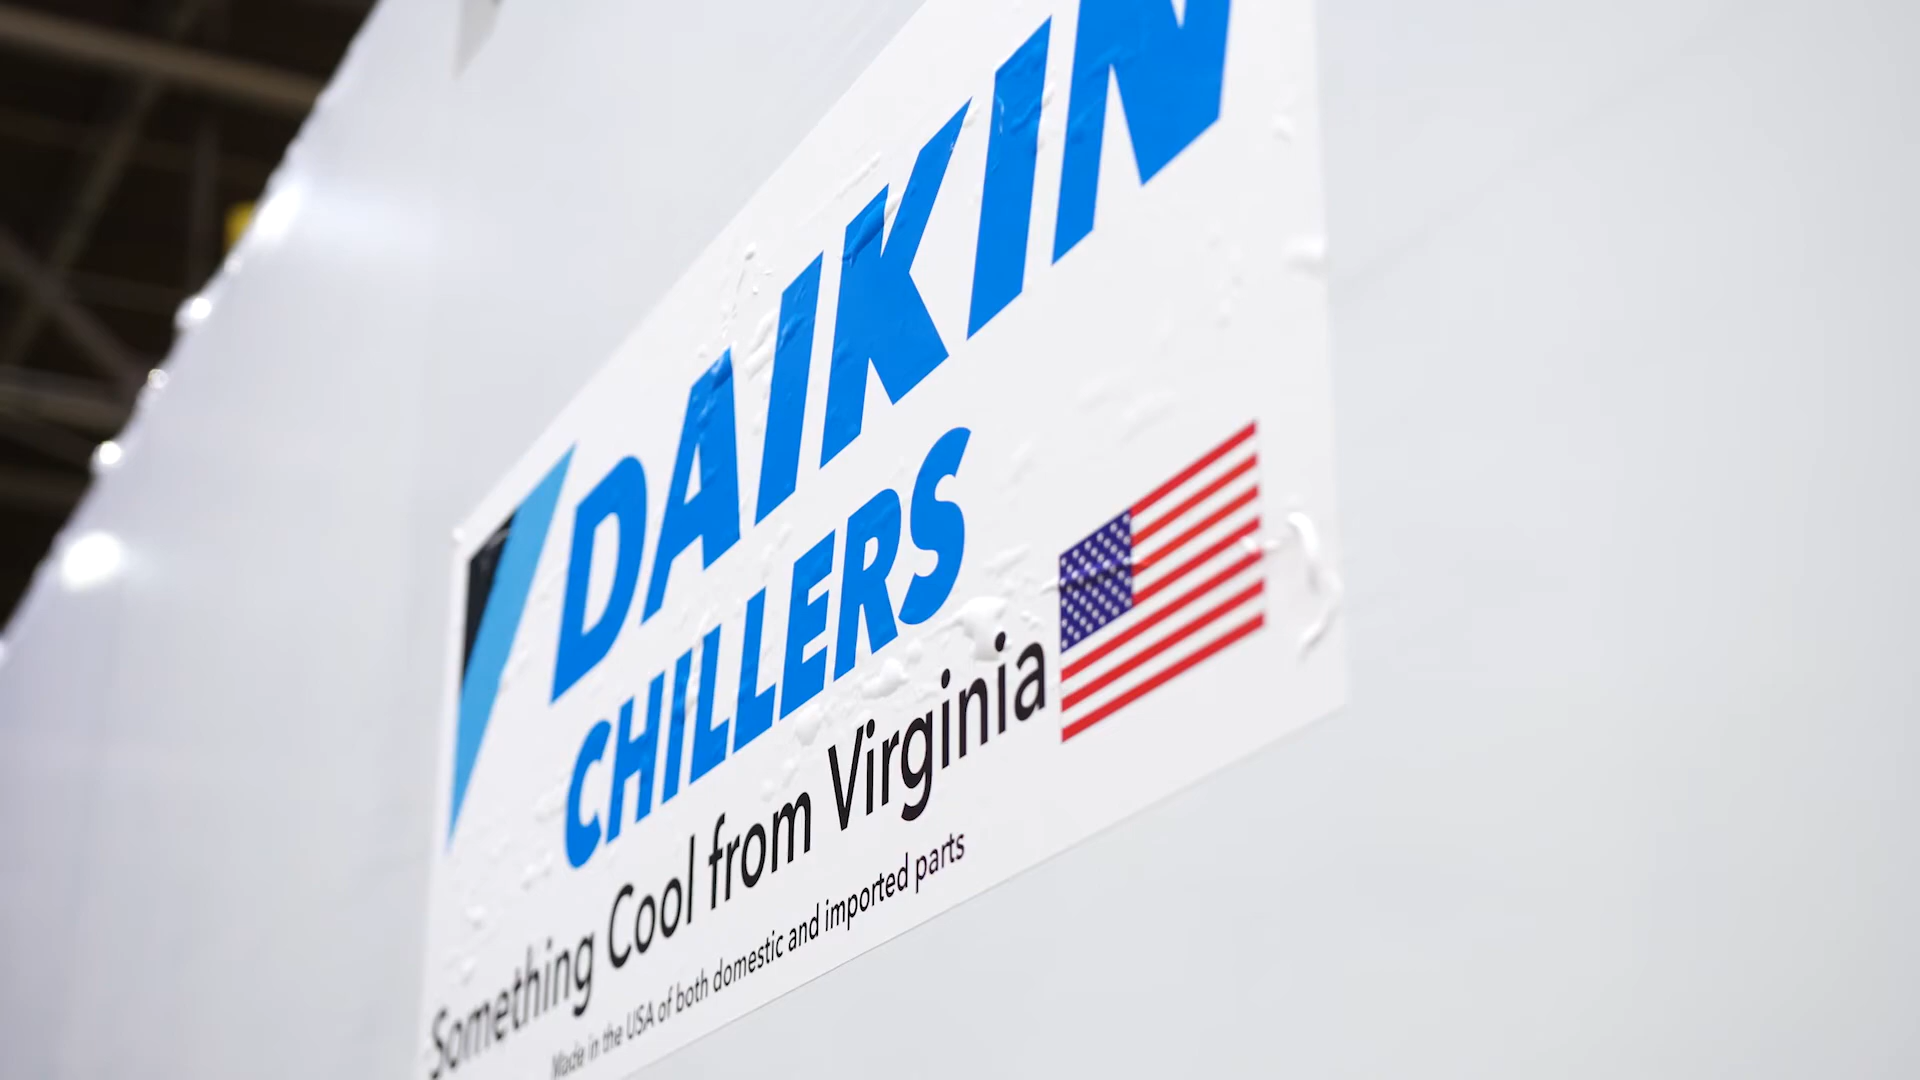 DAIKIN
CHILLERS
Something Cool from Virginia
Made in the USA of both domestic and imported parts